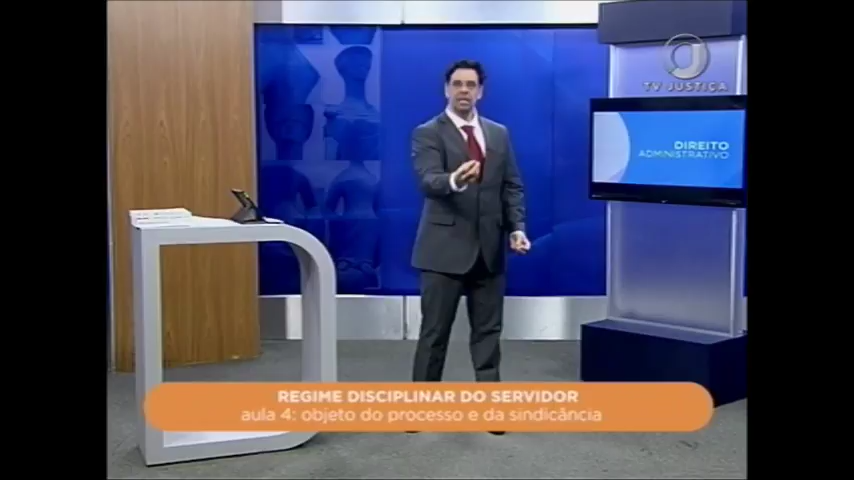 TV JUSTIÇA
DIREITO
ADMINISTRATIVO
REGIME DISCIPLINAR DO SERVIDOR
aula 4: objeto do processo e da sindicância